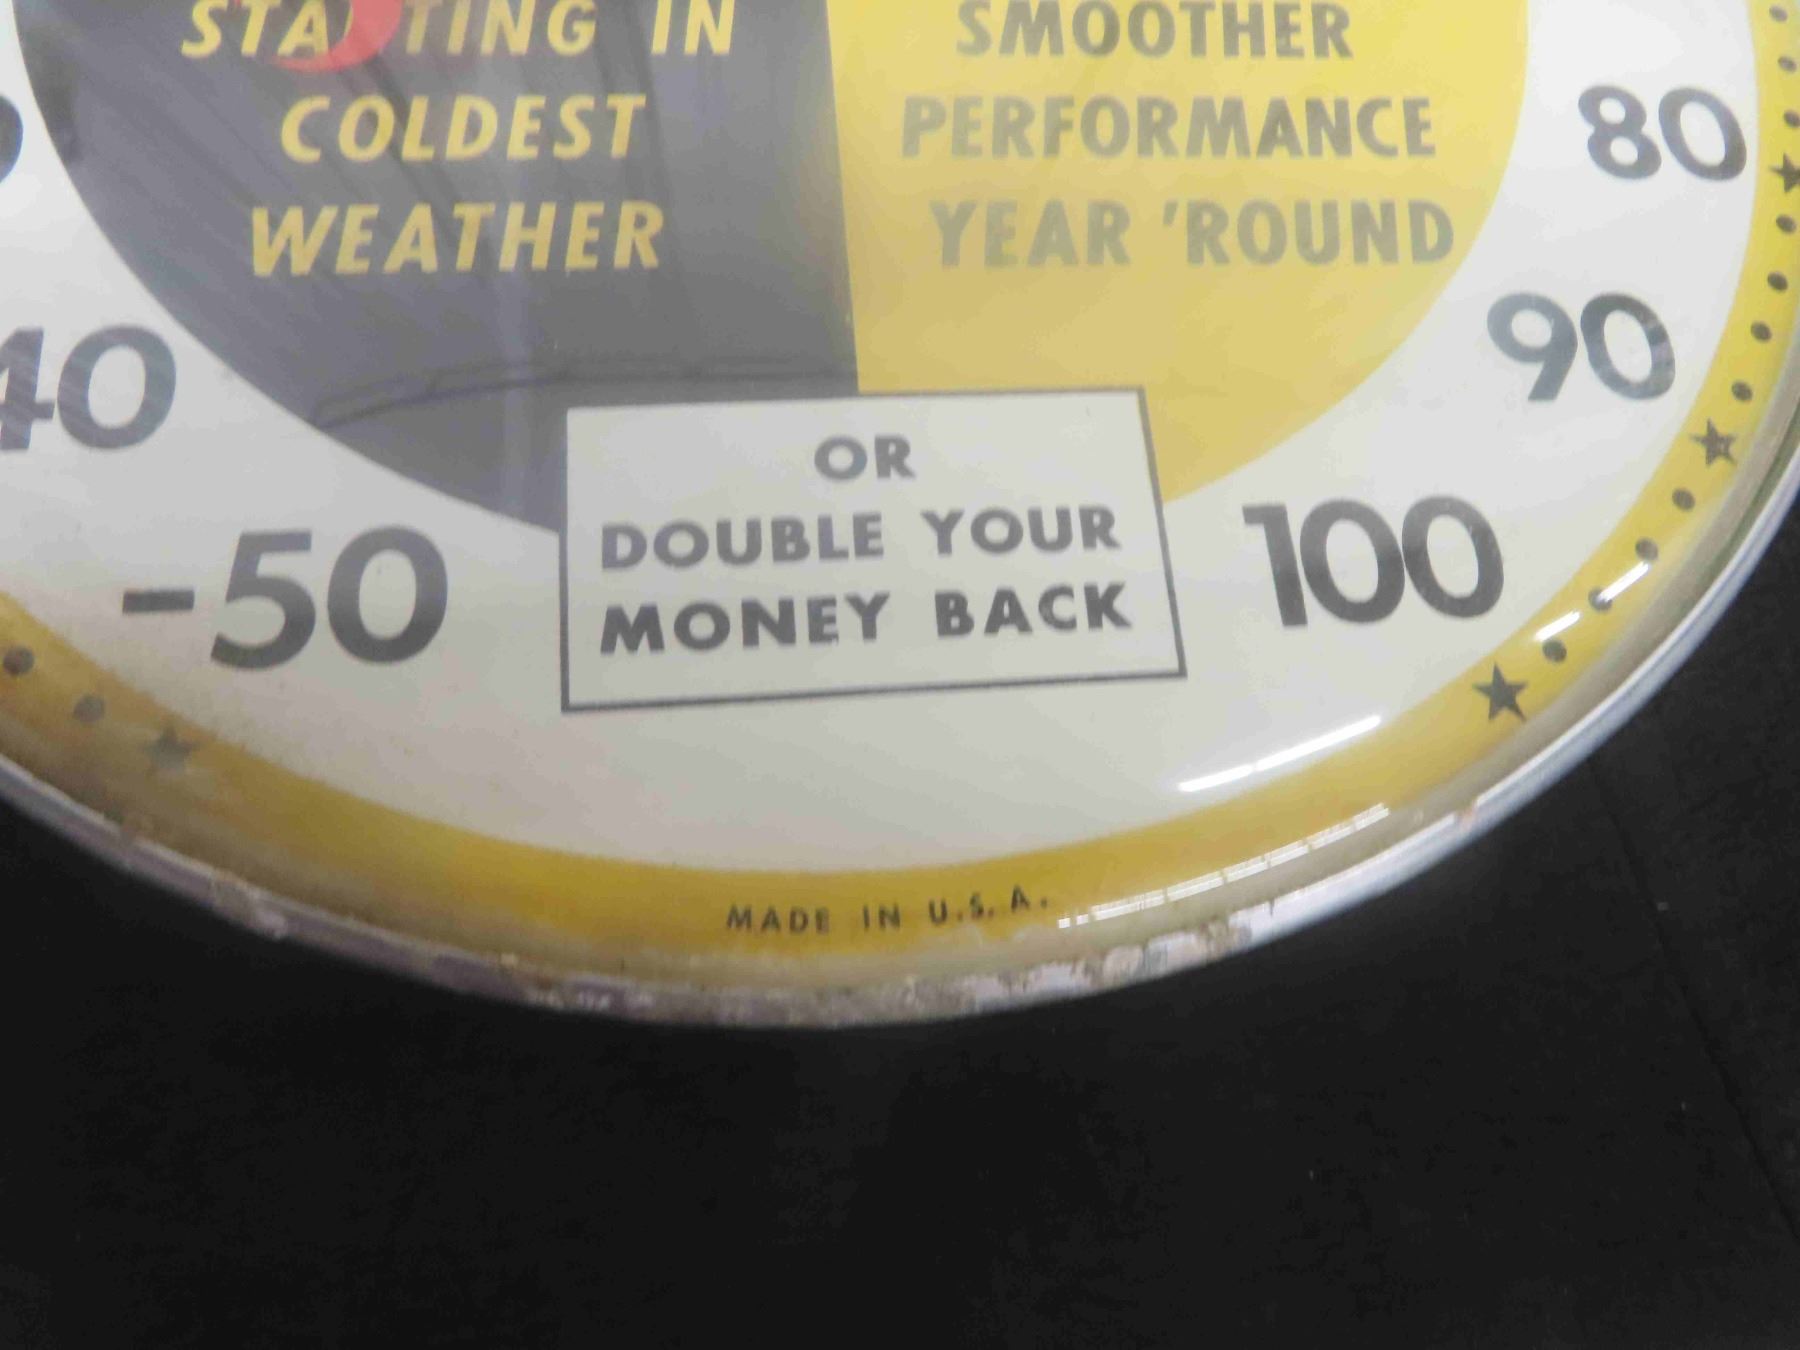 STARTING IN
COLDEST
WEATHER
SMOOTHER
PERFORMANCE
YEAR 'ROUND
80
90
40
-50
100
OR
DOUBLE YOUR
MONEY BACK
MADE IN U.S.A.